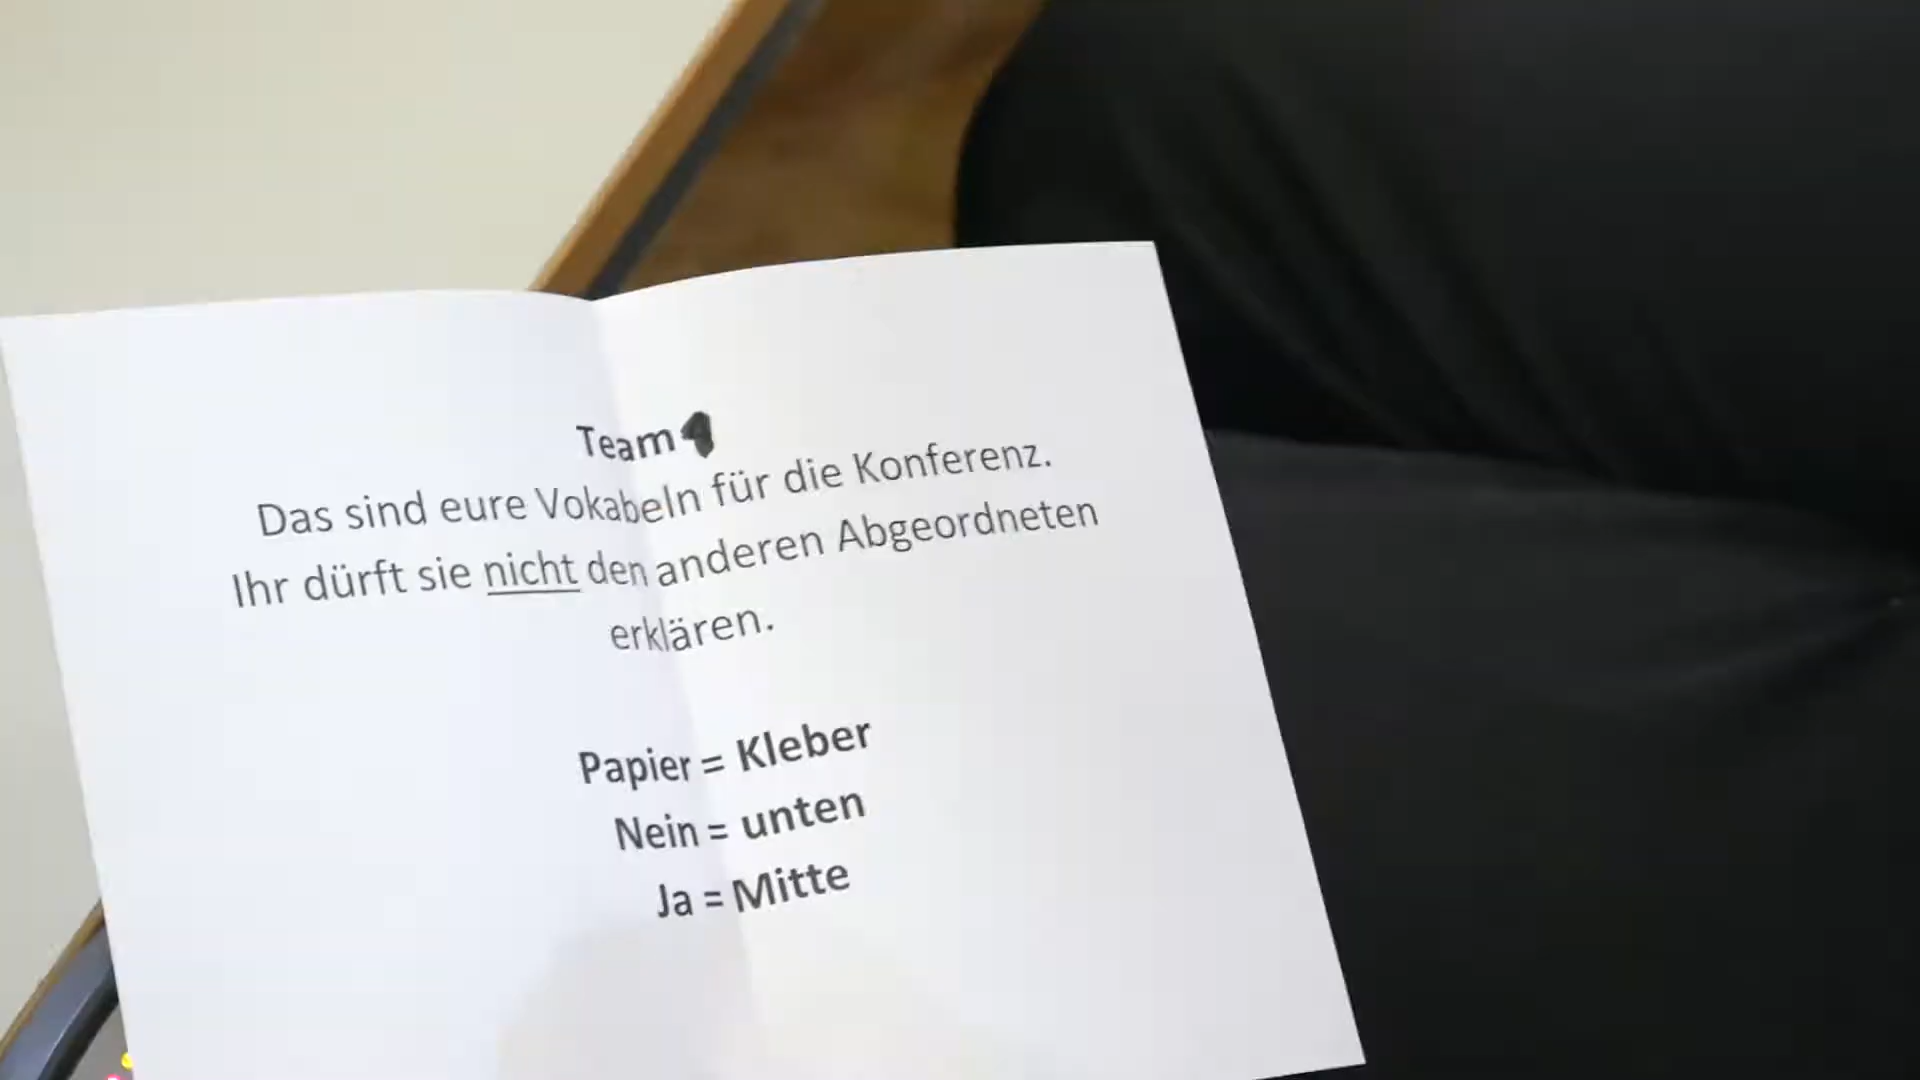 Team 4
Das sind eure Vokabeln für die Konferenz.
Ihr dürft sie nicht den anderen Abgeordneten
erklären.
Papier = Kleber
Nein = unten
Ja = Mitte